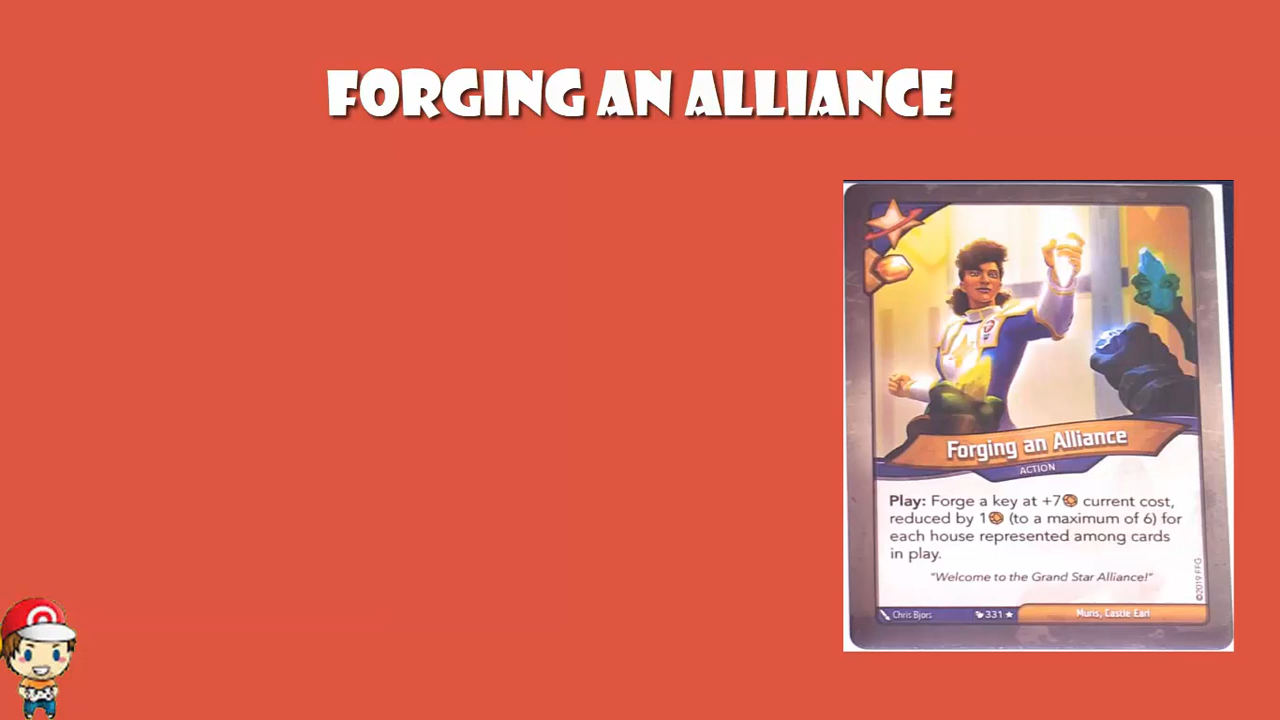 FORGING AN ALLIANCE
Forging an Alliance
ACTION
Play: Forge a key at +7 current cost,
reduced by 1 (to a maximum of 6) for
each house represented among cards
in play.
"Welcome to the Grand Star Alliance!"
©2019 FFG
Chris Bjors
331
Muris, Castle Earl